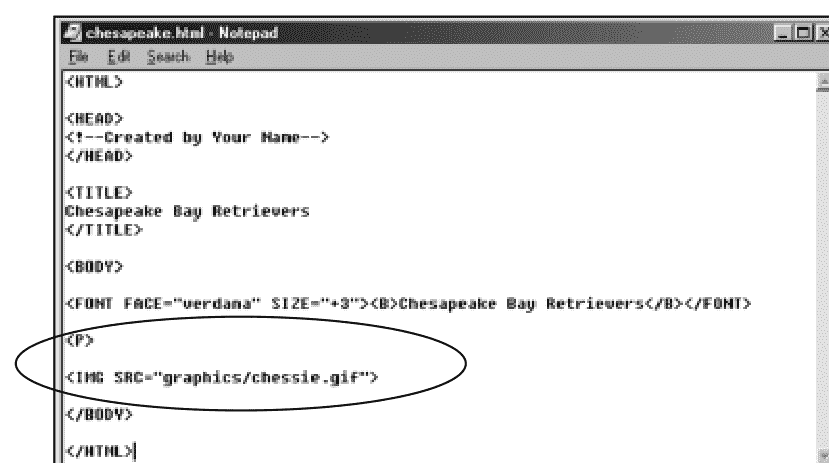 chesapeake.html - Notepad
File Edit Search Help
<HTML>
<HEAD>
<!--Created by Your Name-->
</HEAD>
<TITLE>
Chesapeake Bay Retrievers
</TITLE>
<BODY>
<FONT FACE="verdana" SIZE="+3"><B>Chesapeake Bay Retrievers</B></FONT>
<P>
<IMG SRC="graphics/chessie.gif">
</BODY>
</HTML>